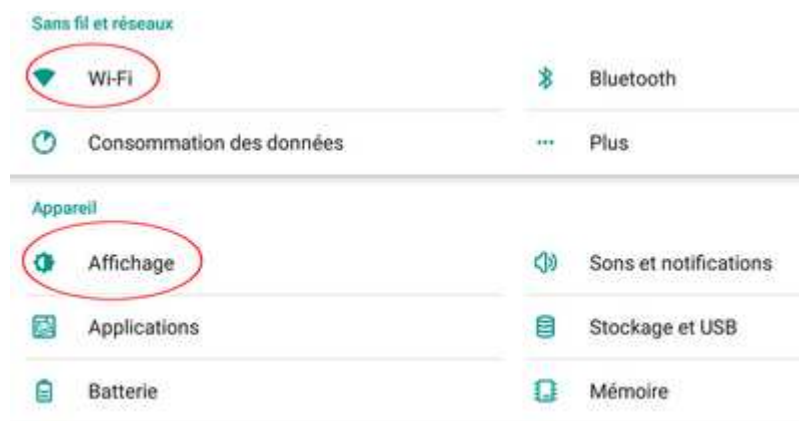 Sans fil et réseaux
Wi-Fi
Bluetooth
Consommation des données
Plus
Appareil
Affichage
Sons et notifications
Applications
Stockage et USB
Batterie
Mémoire